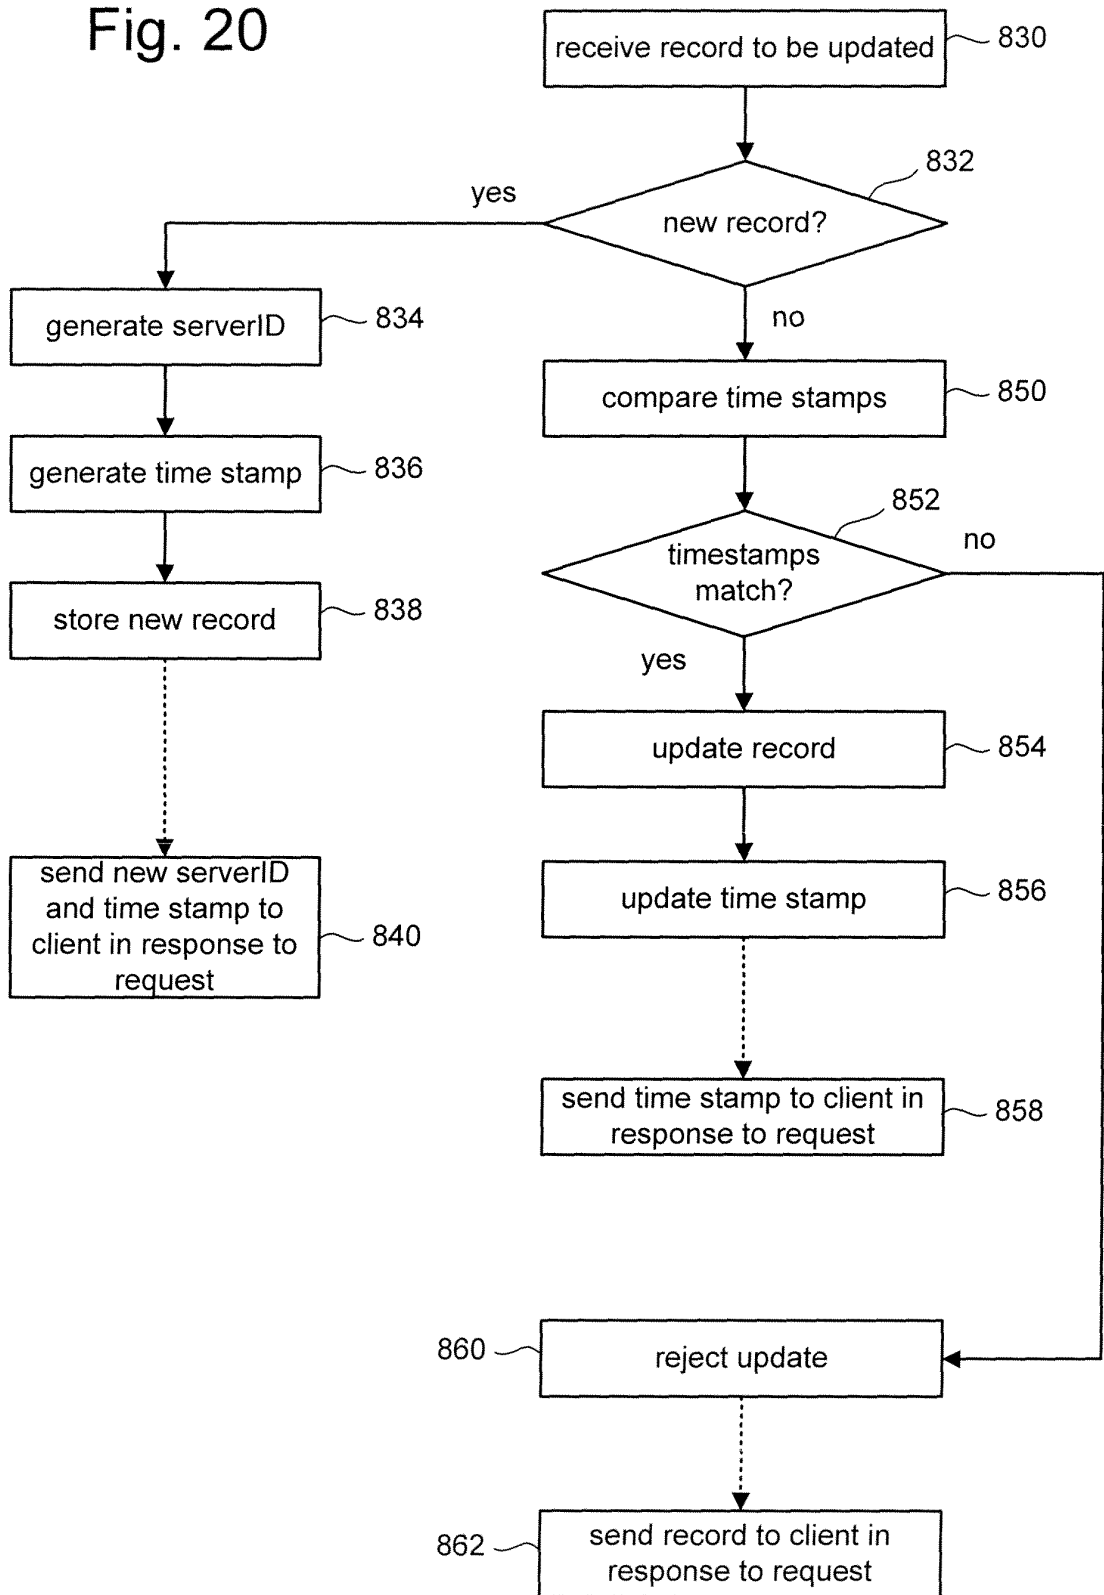 Fig. 20
receive record to be updated
830
832
new record?
yes
no
generate serverID
834
generate time stamp
836
store new record
838
send new serverID
and time stamp to
client in response to
request
840
compare time stamps
850
852
timestamps
match?
no
yes
update record
854
update time stamp
856
send time stamp to client in
response to request
858
860
reject update
862
send record to client in
response to request